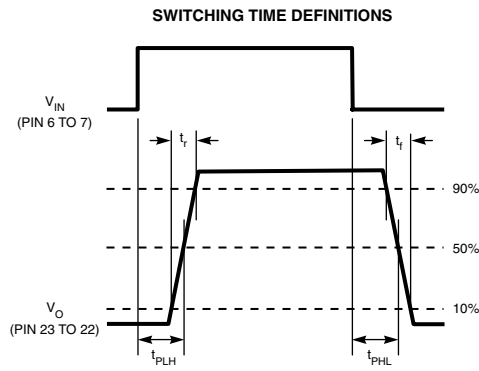 SWITCHING TIME DEFINITIONS
V_IN
(PIN 6 TO 7)
t_r
t_f
90%
50%
10%
V_O
(PIN 23 TO 22)
t_PLH
t_PHL